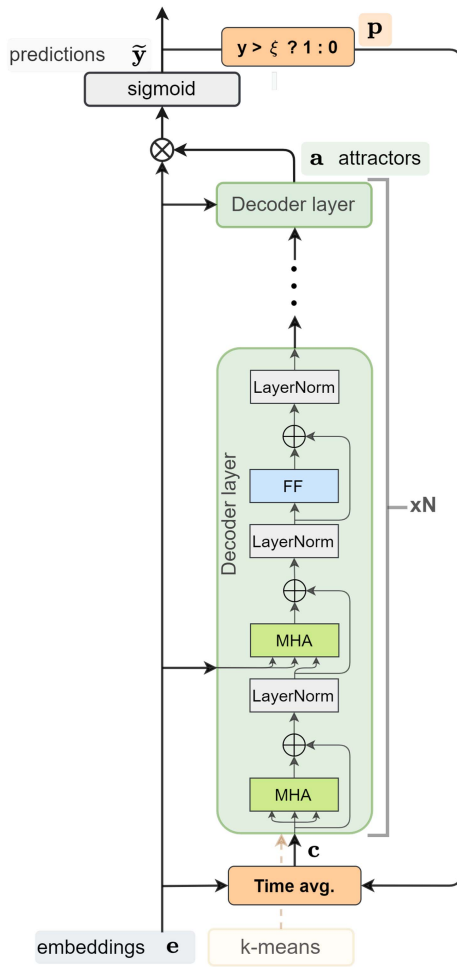 p
predictions ỹ
y > ξ ? 1 : 0
sigmoid
a attractors
Decoder layer
LayerNorm
FF
Decoder layer
LayerNorm
xN
MHA
LayerNorm
MHA
c
Time avg.
embeddings e
k-means